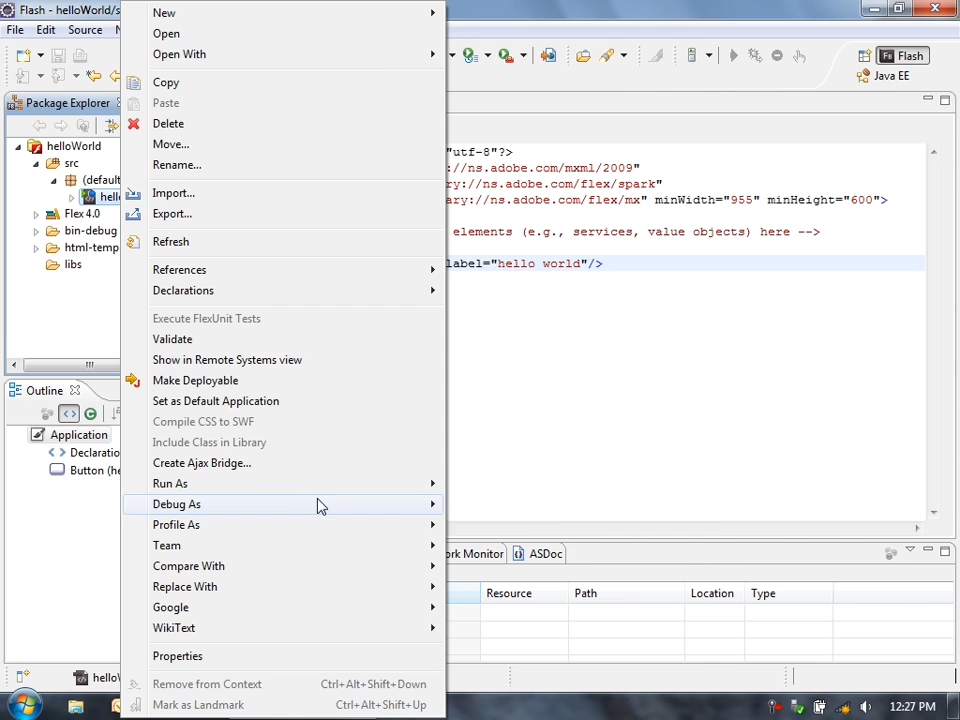 Flash - helloWorld/s
File Edit Source N
Flash
Java EE
Package Explorer
helloWorld
src
(default
hell
Flex 4.0
bin-debug
html-temp
libs
New
Open
Open With
Copy
Paste
Delete
Move...
Rename...
Import...
Export...
Refresh
References
Declarations
Execute FlexUnit Tests
Validate
Show in Remote Systems view
Make Deployable
Set as Default Application
Compile CSS to SWF
Include Class in Library
Create Ajax Bridge...
Run As
Debug As
Profile As
Team
Compare With
Replace With
Google
WikiText
Properties
Remove from Context Ctrl+Alt+Shift+Down
Mark as Landmark Ctrl+Alt+Shift+Up
"utf-8"?>
://ns.adobe.com/mxml/2009"
ary://ns.adobe.com/flex/spark"
ary://ns.adobe.com/flex/mx" minWidth="955" minHeight="600">
elements (e.g., services, value objects) here -->
label="hello world"/>
Outline
Application
Declaratio
Button (he
ork Monitor ASDoc
Resource Path Location Type
helloW
12:27 PM